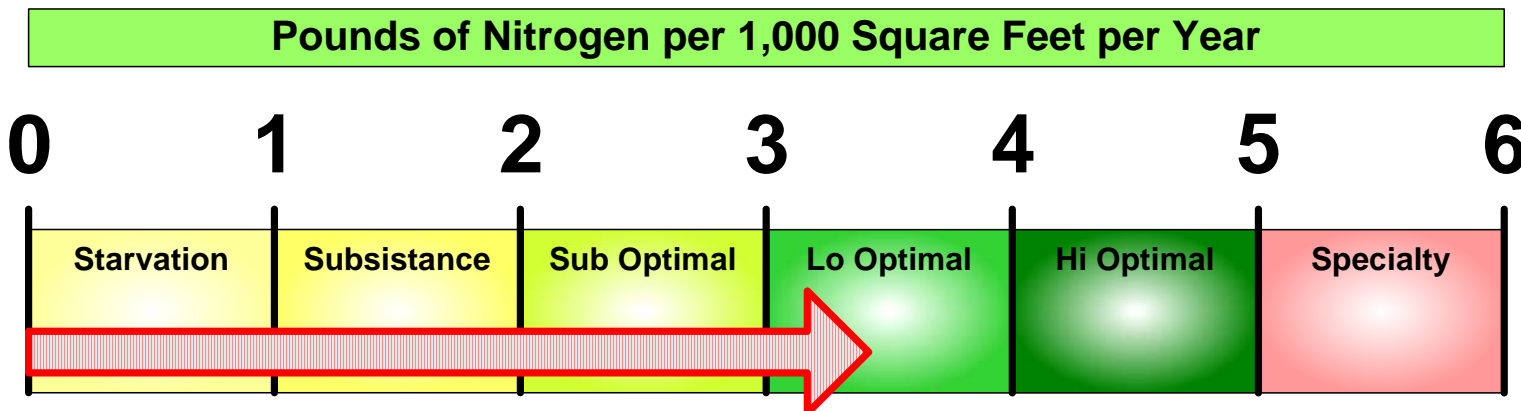 Pounds of Nitrogen per 1,000 Square Feet per Year
0 1 2 3 4 5 6
Starvation Subsistance Sub Optimal Lo Optimal Hi Optimal Specialty